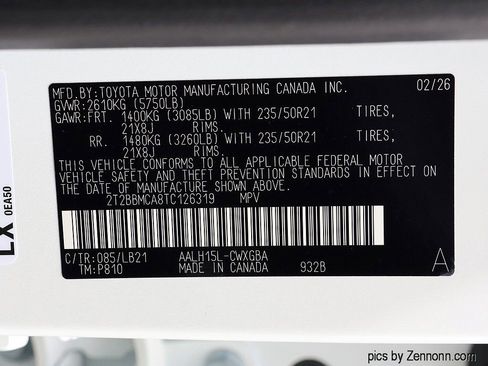 MFD.BY:TOYOTA MOTOR MANUFACTURING CANADA INC. 02/26
GVWR:2610KG (5750LB)
GAWR:FRT. 1400KG (3085LB) WITH 235/50R21 TIRES,
21X8J RIMS.
RR. 1480KG (3260LB) WITH 235/50R21 TIRES,
21X8J RIMS.
THIS VEHICLE CONFORMS TO ALL APPLICABLE FEDERAL MOTOR
VEHICLE SAFETY AND THEFT PREVENTION STANDARDS IN EFFECT ON
THE DATE OF MANUFACTURE SHOWN ABOVE.
2T2BBMCA8TC126319 MPV
C/TR:085/LB21 AALH15L-CWXGBA
TM:P810 MADE IN CANADA 932B A
LX
0EA50
pics by Zennonn.com